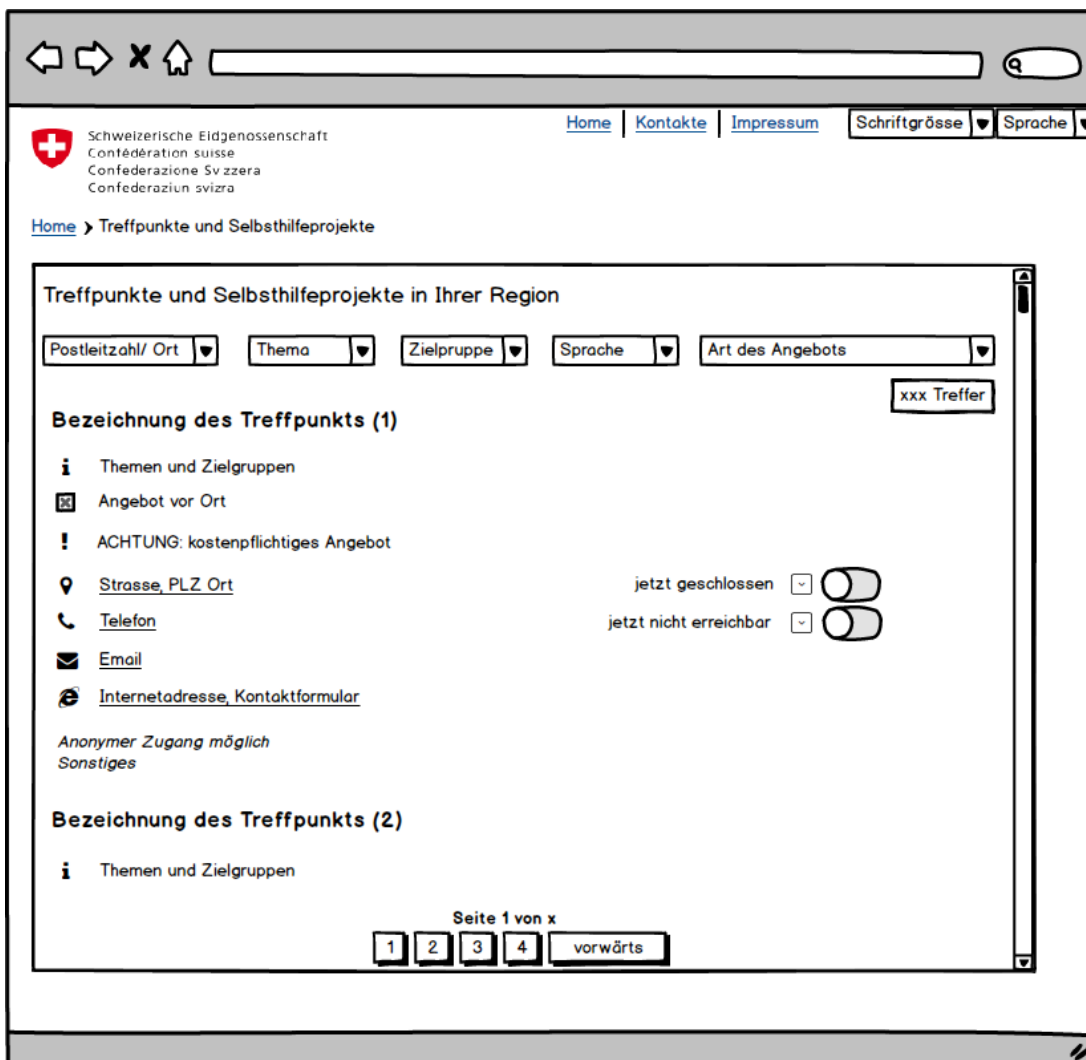 Home Kontakte Impressum Schriftgrösse Sprache
Schweizerische Eidgenossenschaft
Confédération suisse
Confederazione Svizzera
Confederaziun svizra
Home Treffpunkte und Selbsthilfeprojekte
Treffpunkte und Selbsthilfeprojekte in Ihrer Region
Postleitzahl/ Ort Thema Zielpruppe Sprache Art des Angebots
xxx Treffer
Bezeichnung des Treffpunkts (1)
Themen und Zielgruppen
Angebot vor Ort
ACHTUNG: kostenpflichtiges Angebot
Strasse, PLZ Ort jetzt geschlossen
Telefon jetzt nicht erreichbar
Email
Internetadresse, Kontaktformular
Anonymer Zugang möglich
Sonstiges
Bezeichnung des Treffpunkts (2)
Themen und Zielgruppen
Seite 1 von x
1 2 3 4 vorwärts